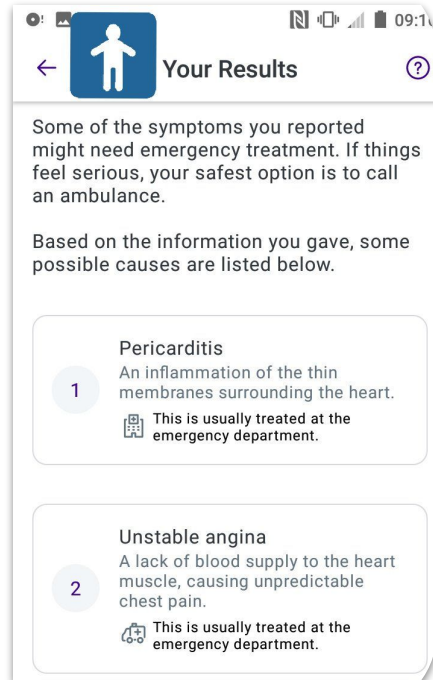 09:1
Your Results
?
Some of the symptoms you reported
might need emergency treatment. If things
feel serious, your safest option is to call
an ambulance.
Based on the information you gave, some
possible causes are listed below.
Pericarditis
An inflammation of the thin
1
membranes surrounding the heart.
This is usually treated at the
emergency department.
Unstable angina
A lack of blood supply to the heart
2
muscle, causing unpredictable
chest pain.
This is usually treated at the
emergency department.